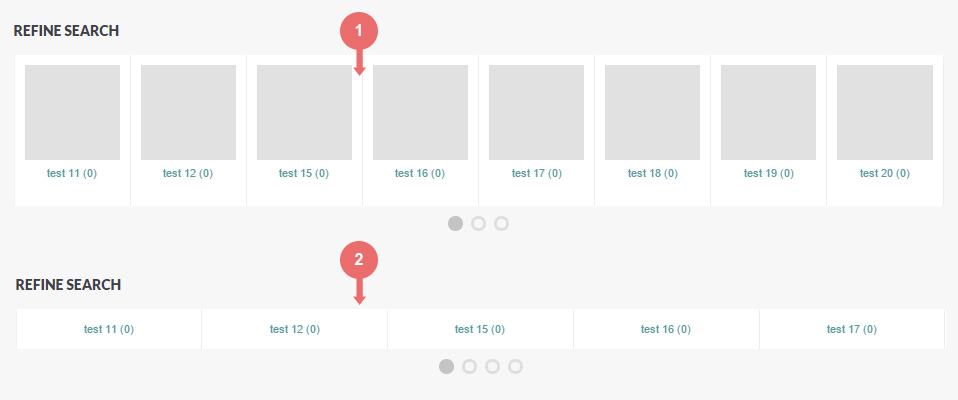 1
REFINE SEARCH
test 11 (0) test 12 (0) test 15 (0) test 16 (0) test 17 (0) test 18 (0) test 19 (0) test 20 (0)
2
REFINE SEARCH
test 11 (0) test 12 (0) test 15 (0) test 16 (0) test 17 (0)